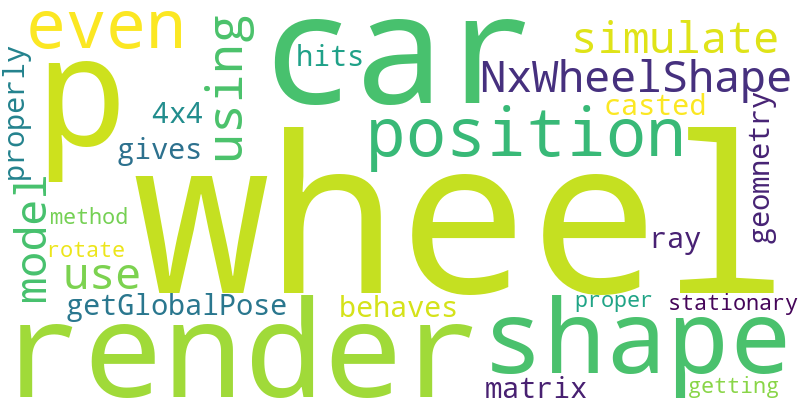 even
p
car
using
hits
simulate
NxWheelShape
properly
4x4
gives
position
casted
geomnetry
wheel
model
method
rotate
use
ray
getGlobalPose
behaves
proper
stationary
render
shape
matrix
getting